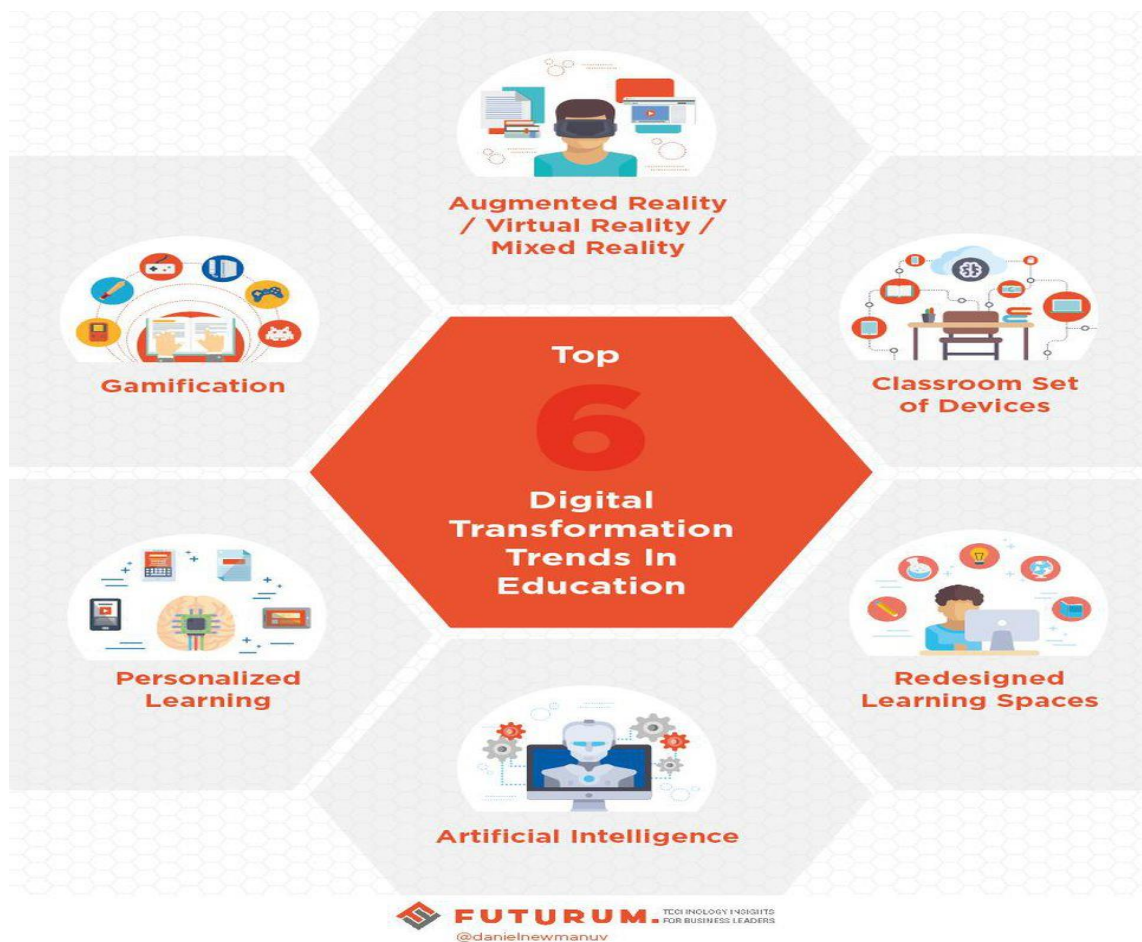 Augmented Reality
/ Virtual Reality /
Mixed Reality
Gamification
Classroom Set
of Devices
Top
6
Digital
Transformation
Trends In
Education
Personalized
Learning
Redesigned
Learning Spaces
Artificial Intelligence
FUTURUM.
TECHNOLOGY INSIGHTS
FOR BUSINESS LEADERS
@danielnewmanuv